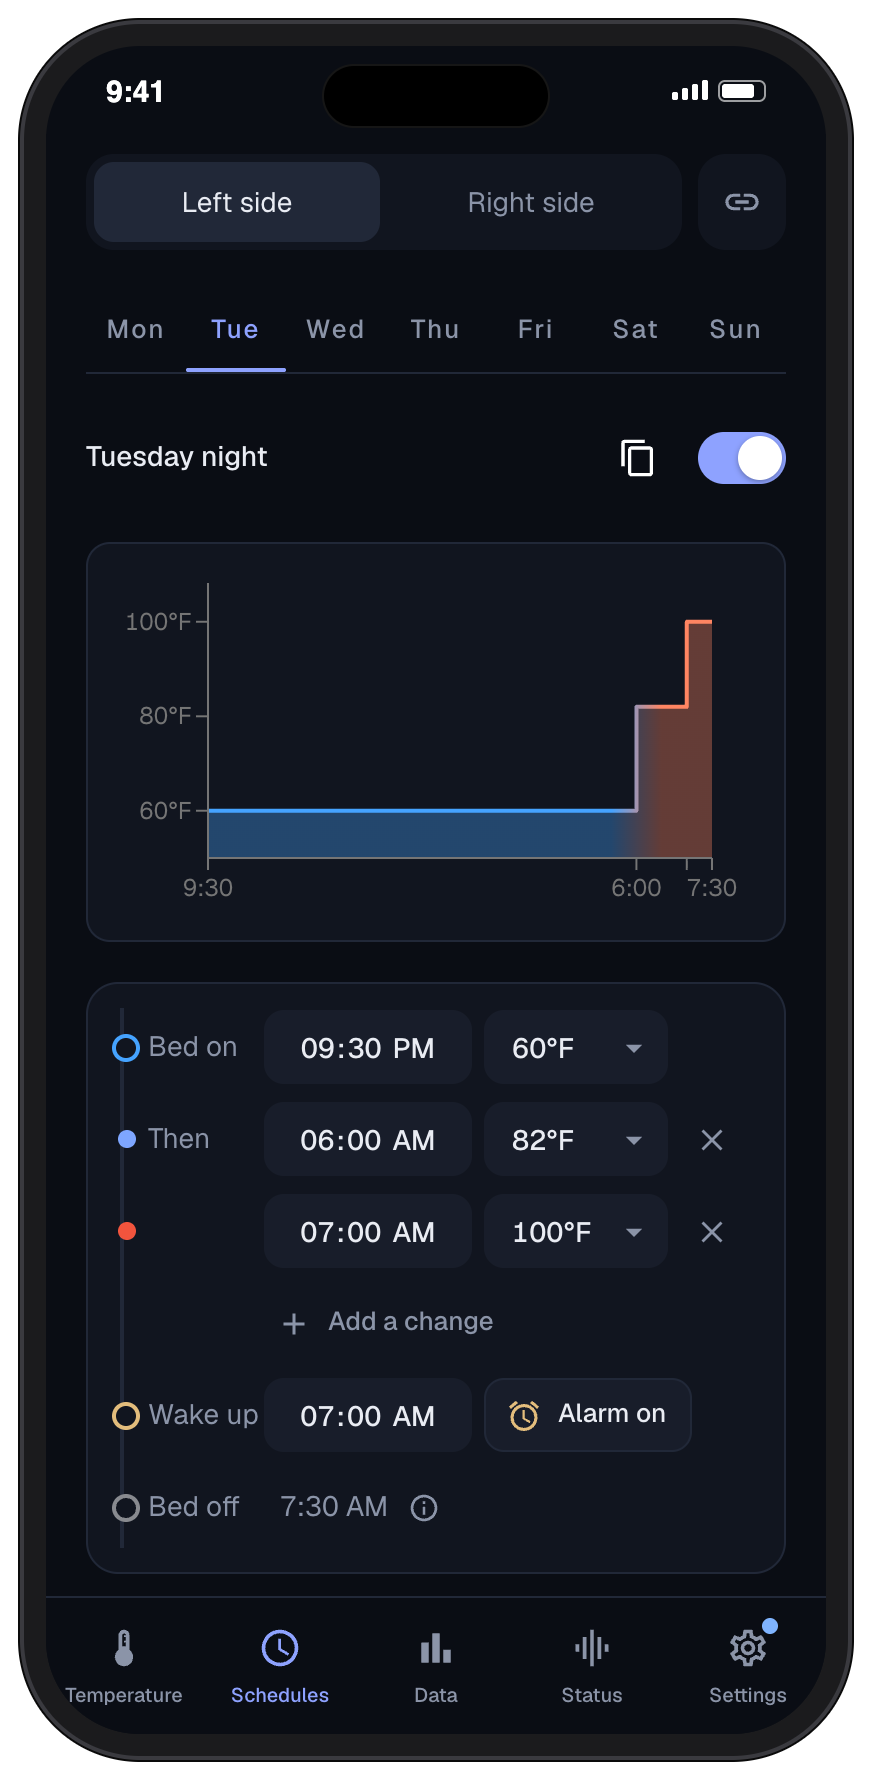 9:41
Left side Right side
Mon Tue Wed Thu Fri Sat Sun
Tuesday night
100°F
80°F
60°F
9:30 6:00 7:30
Bed on 09:30 PM 60°F
Then 06:00 AM 82°F
07:00 AM 100°F
Add a change
Wake up 07:00 AM Alarm on
Bed off 7:30 AM
Temperature Schedules Data Status Settings